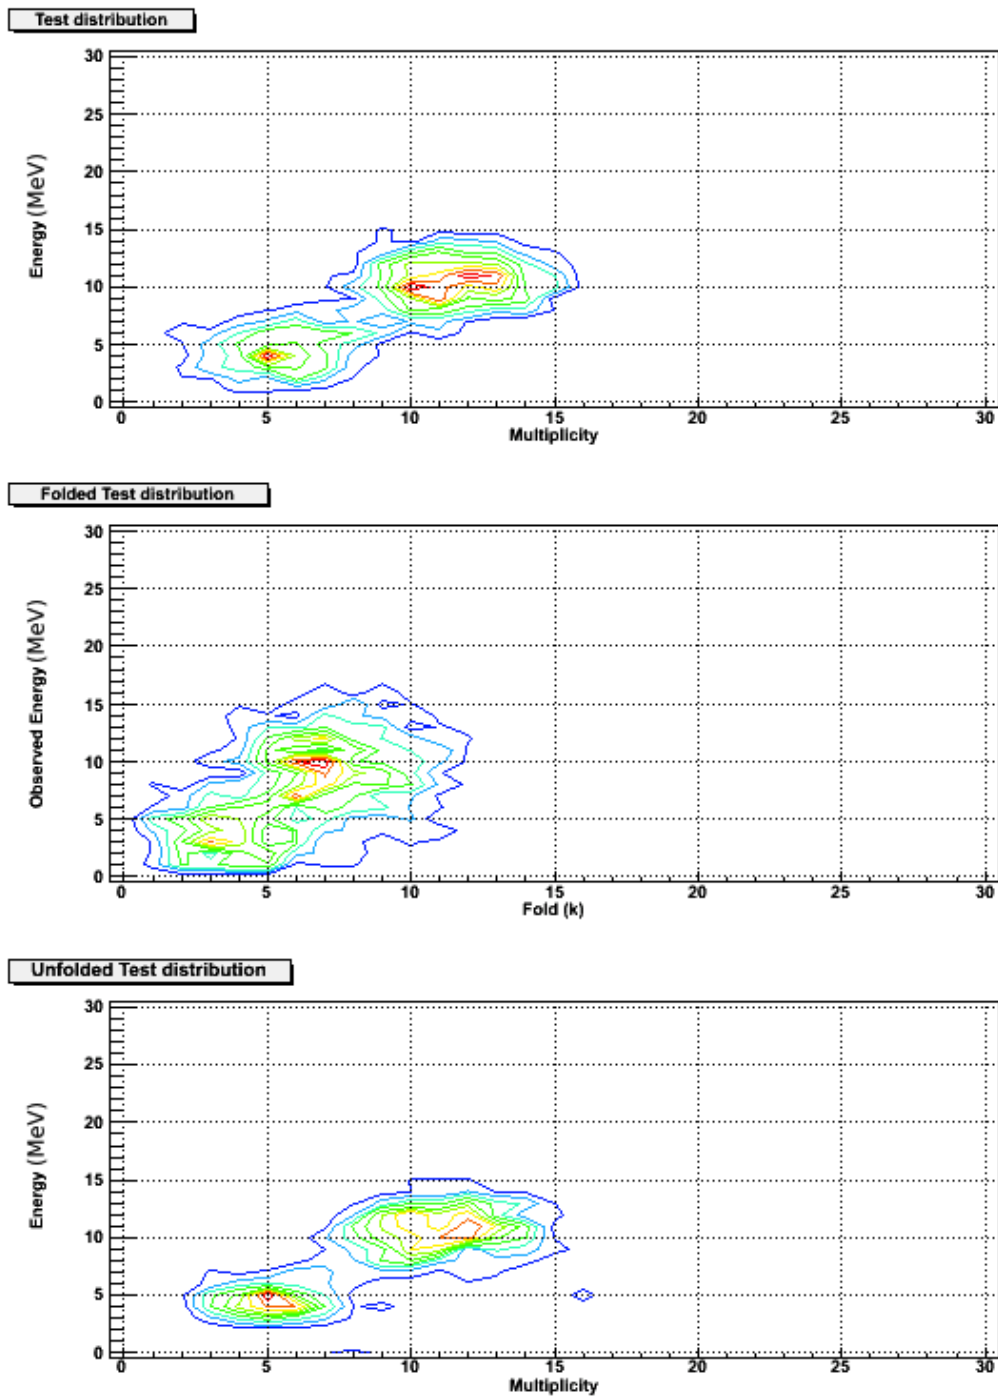 Test distribution
30
25
20
15
10
5
0
Energy (MeV)
0 5 10 15 20 25 30
Multiplicity
Folded Test distribution
30
25
20
15
10
5
0
Observed Energy (MeV)
0 5 10 15 20 25 30
Fold (k)
Unfolded Test distribution
30
25
20
15
10
5
0
Energy (MeV)
0 5 10 15 20 25 30
Multiplicity